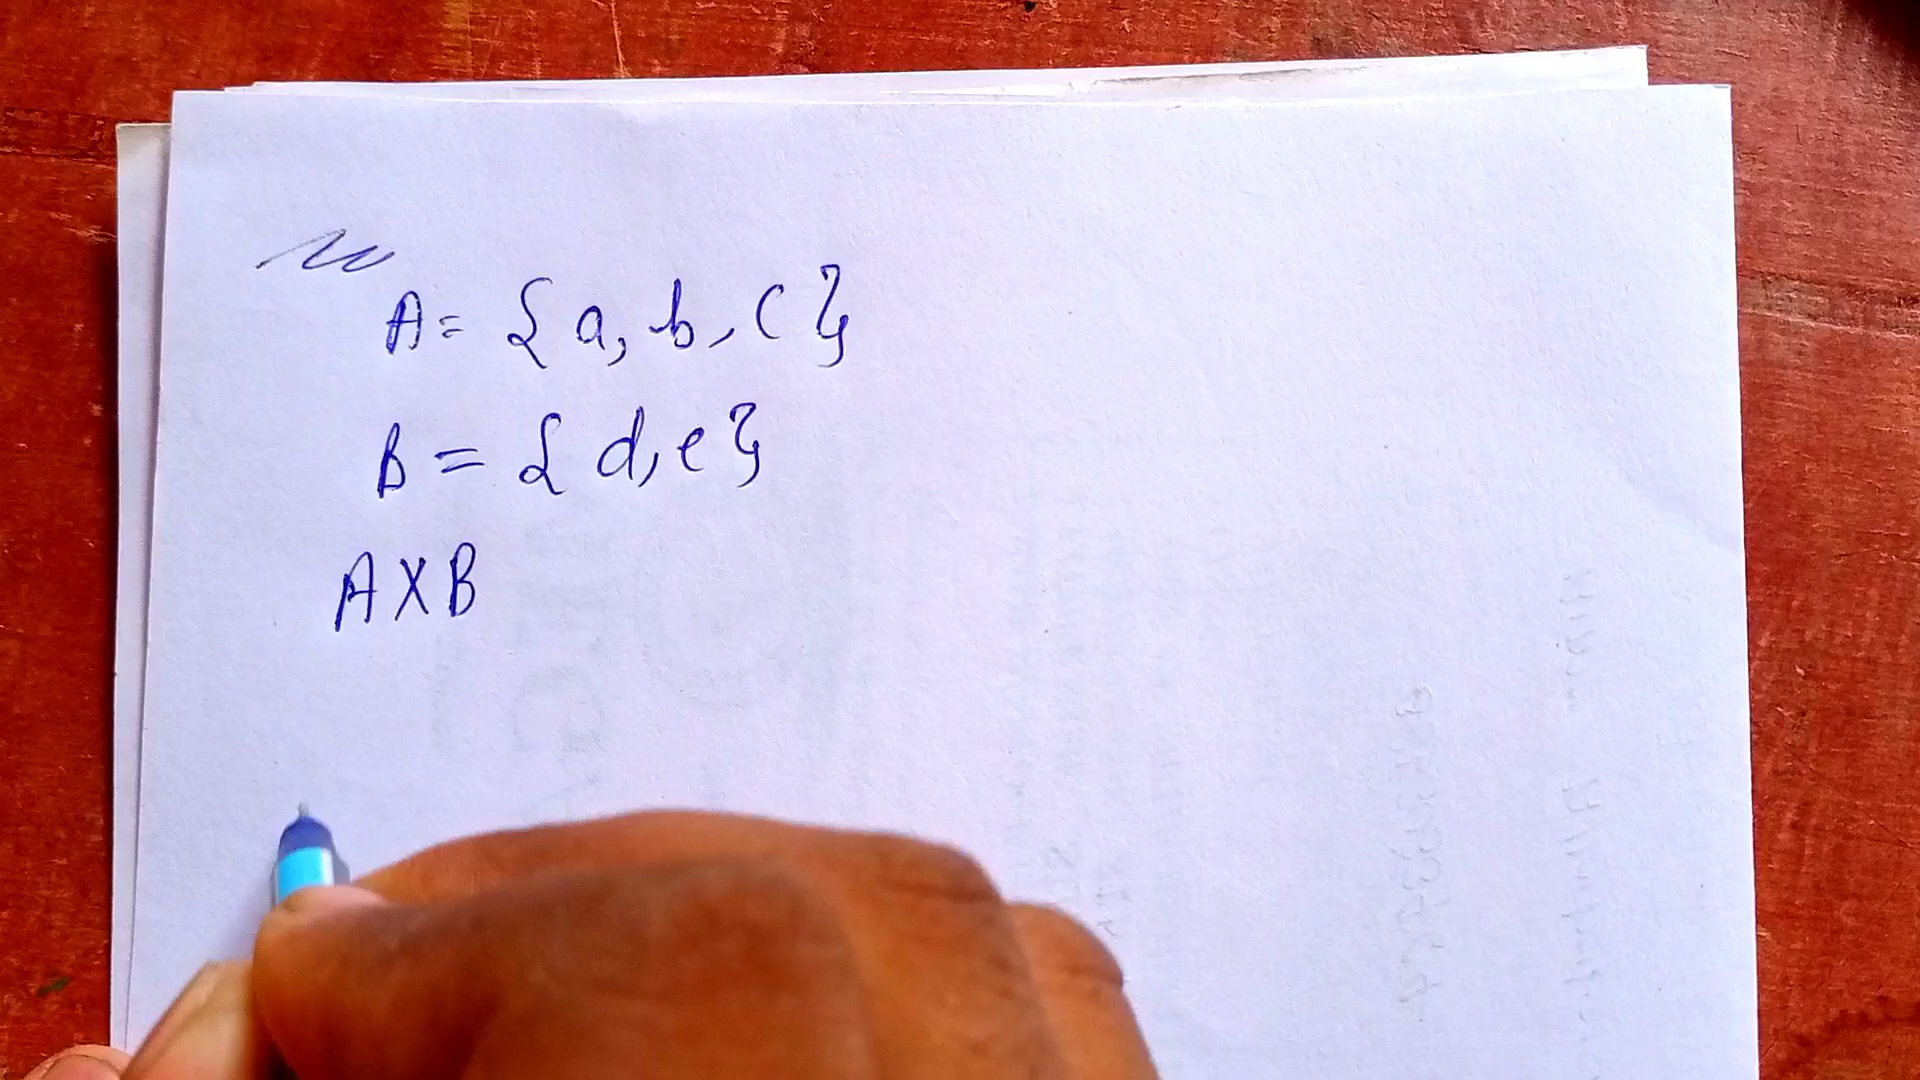 A = { a, b, c }
B = { d, e }
A X B